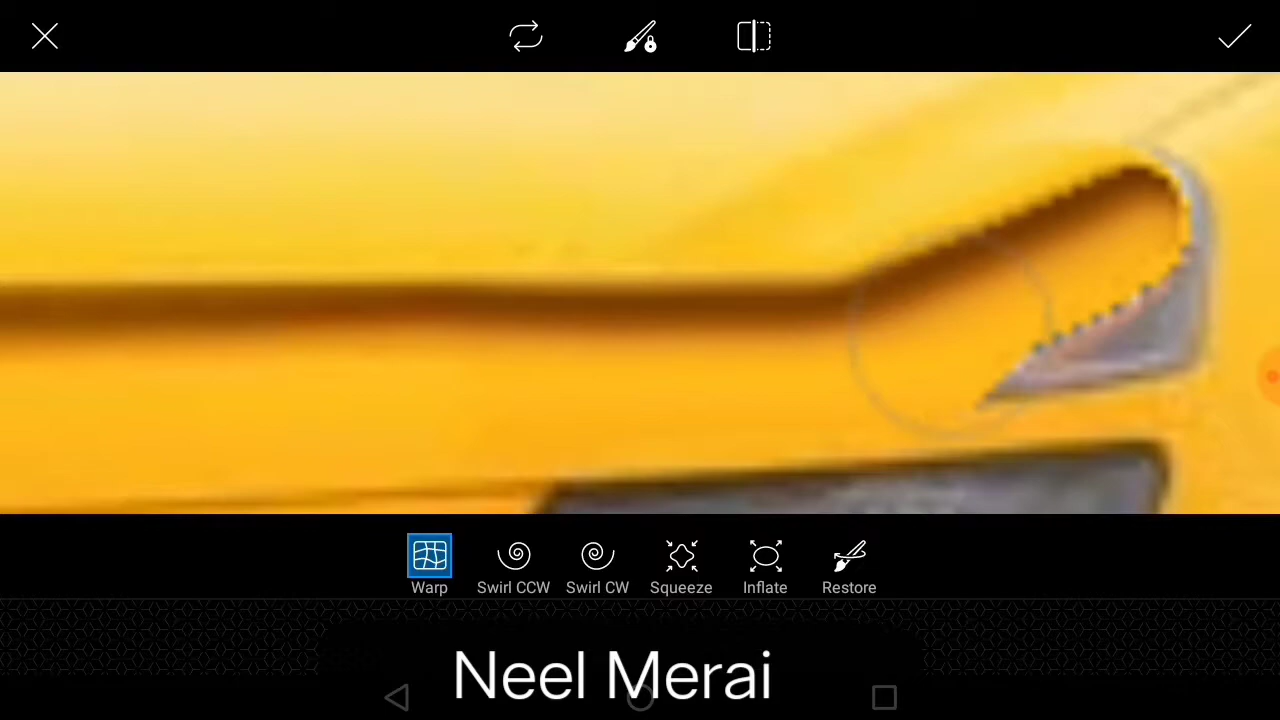 Warp
Swirl CCW
Swirl CW
Squeeze
Inflate
Restore
Neel Merai